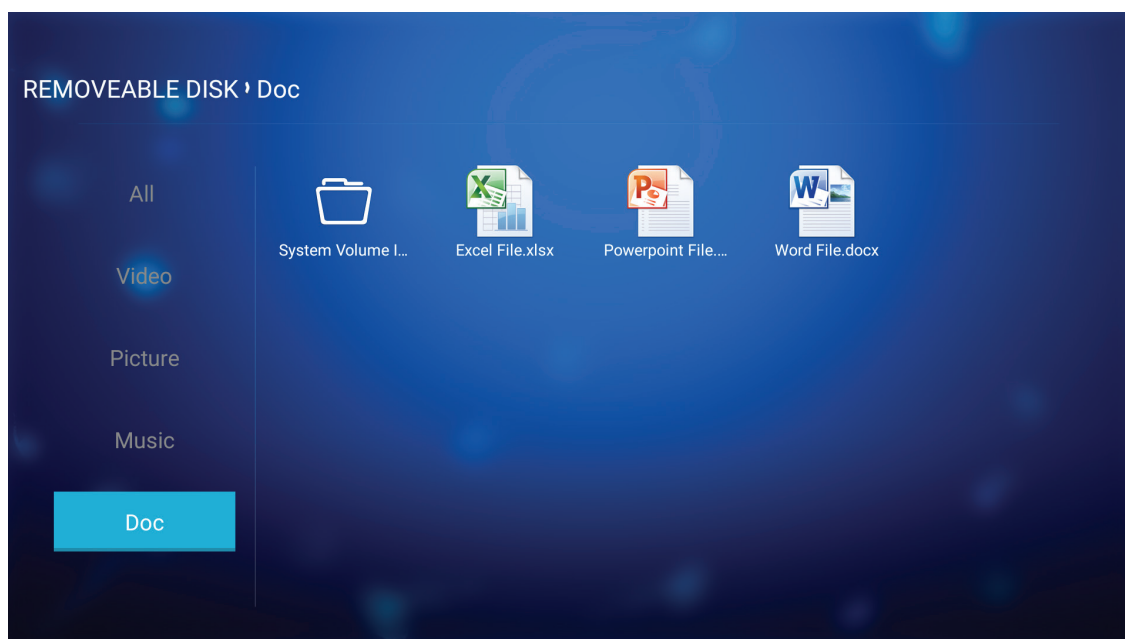 REMOVEABLE DISK › Doc
All
Video
Picture
Music
Doc
System Volume I...
Excel File.xlsx
Powerpoint File....
Word File.docx